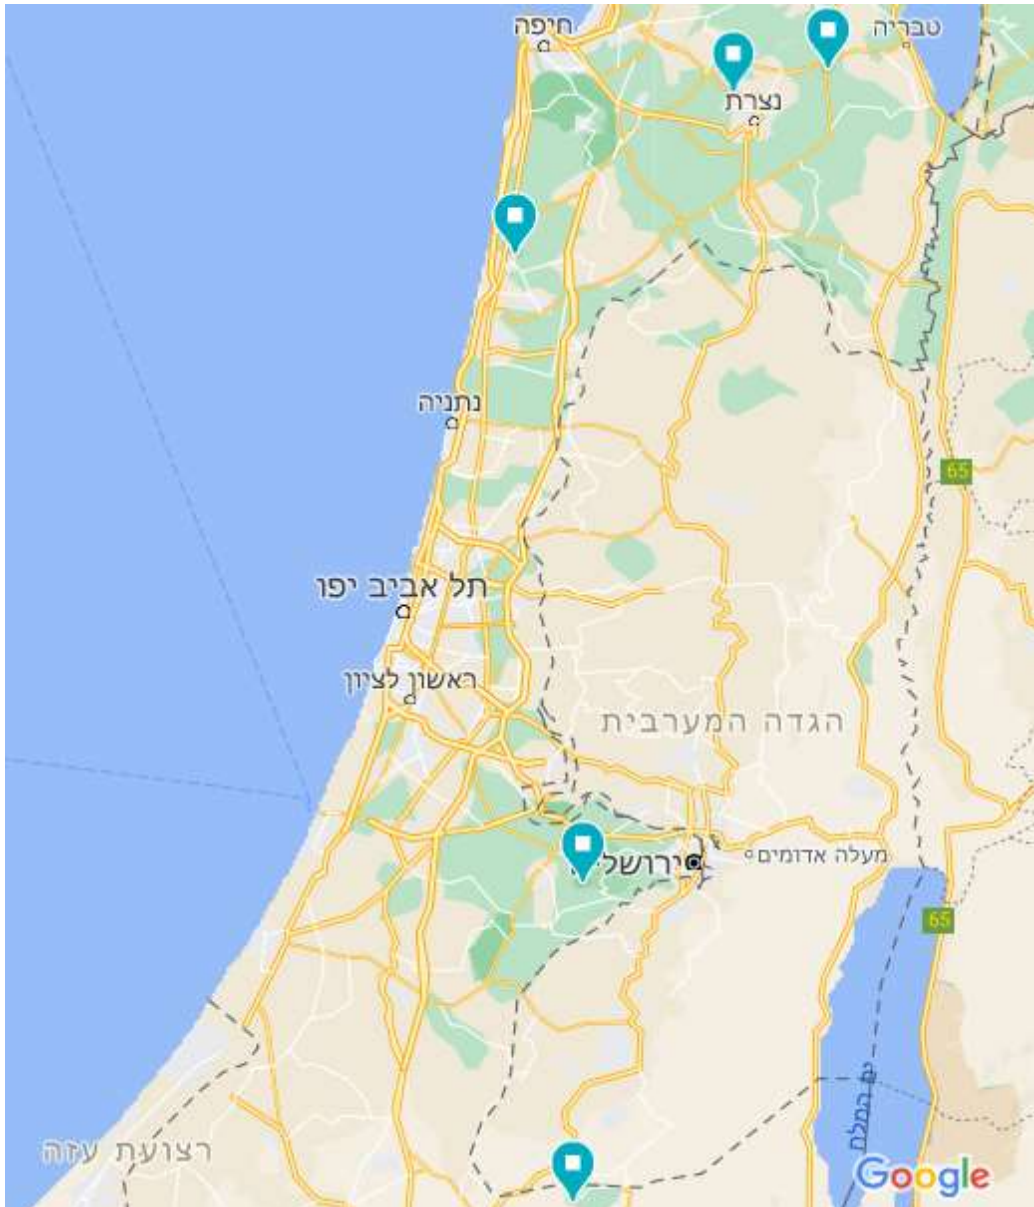 חיפה
טבריה
נצרת
נתניה
תל אביב יפו
ראשון לציון
הגדה המערבית
65
מעלה אדומים
65
ים המלח
רצועת עזה
Google